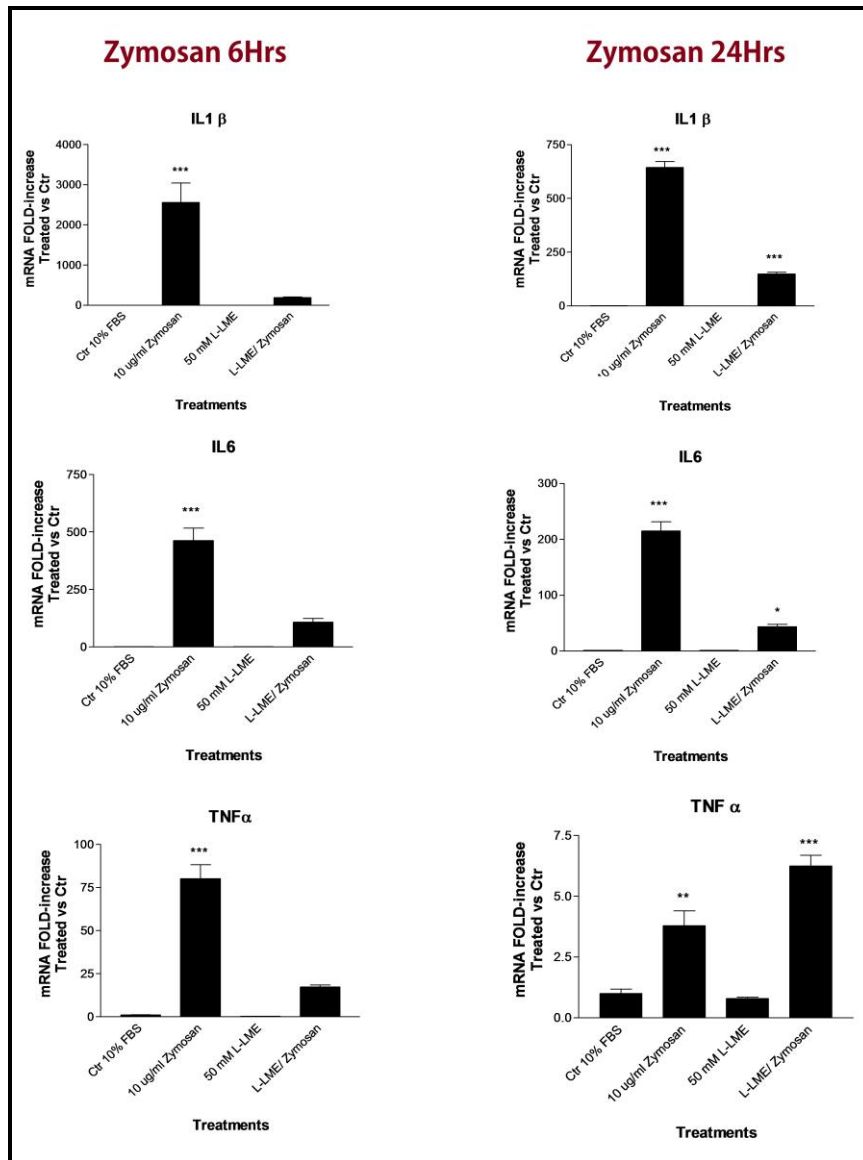 Zymosan 6Hrs
Zymosan 24Hrs
IL1 β
mRNA FOLD-increase
Treated vs Ctr
4000
3000
2000
1000
0
***
Ctr 10% FBS
10 ug/ml Zymosan
50 mM L-LME
L-LME/ Zymosan
Treatments
IL1 β
mRNA FOLD-increase
Treated vs Ctr
750
500
250
0
***
***
Ctr 10% FBS
10 ug/ml Zymosan
50 mM L-LME
L-LME/ Zymosan
Treatments
IL6
mRNA FOLD-increase
Treated vs Ctr
750
500
250
0
***
Ctr 10% FBS
10 ug/ml Zymosan
50 mM L-LME
L-LME/ Zymosan
Treatments
IL6
mRNA FOLD-increase
Treated vs Ctr
300
200
100
0
***
*
Ctr 10% FBS
10 ug/ml Zymosan
50 mM L-LME
L-LME/ Zymosan
Treatments
TNFα
mRNA FOLD-increase
Treated vs Ctr
100
75
50
25
0
***
Ctr 10% FBS
10 ug/ml Zymosan
50 mM L-LME
L-LME/ Zymosan
Treatments
TNF α
mRNA FOLD-increase
Treated vs Ctr
7.5
5.0
2.5
0.0
**
***
Ctr 10% FBS
10 ug/ml Zymosan
50 mM L-LME
L-LME/ Zymosan
Treatments